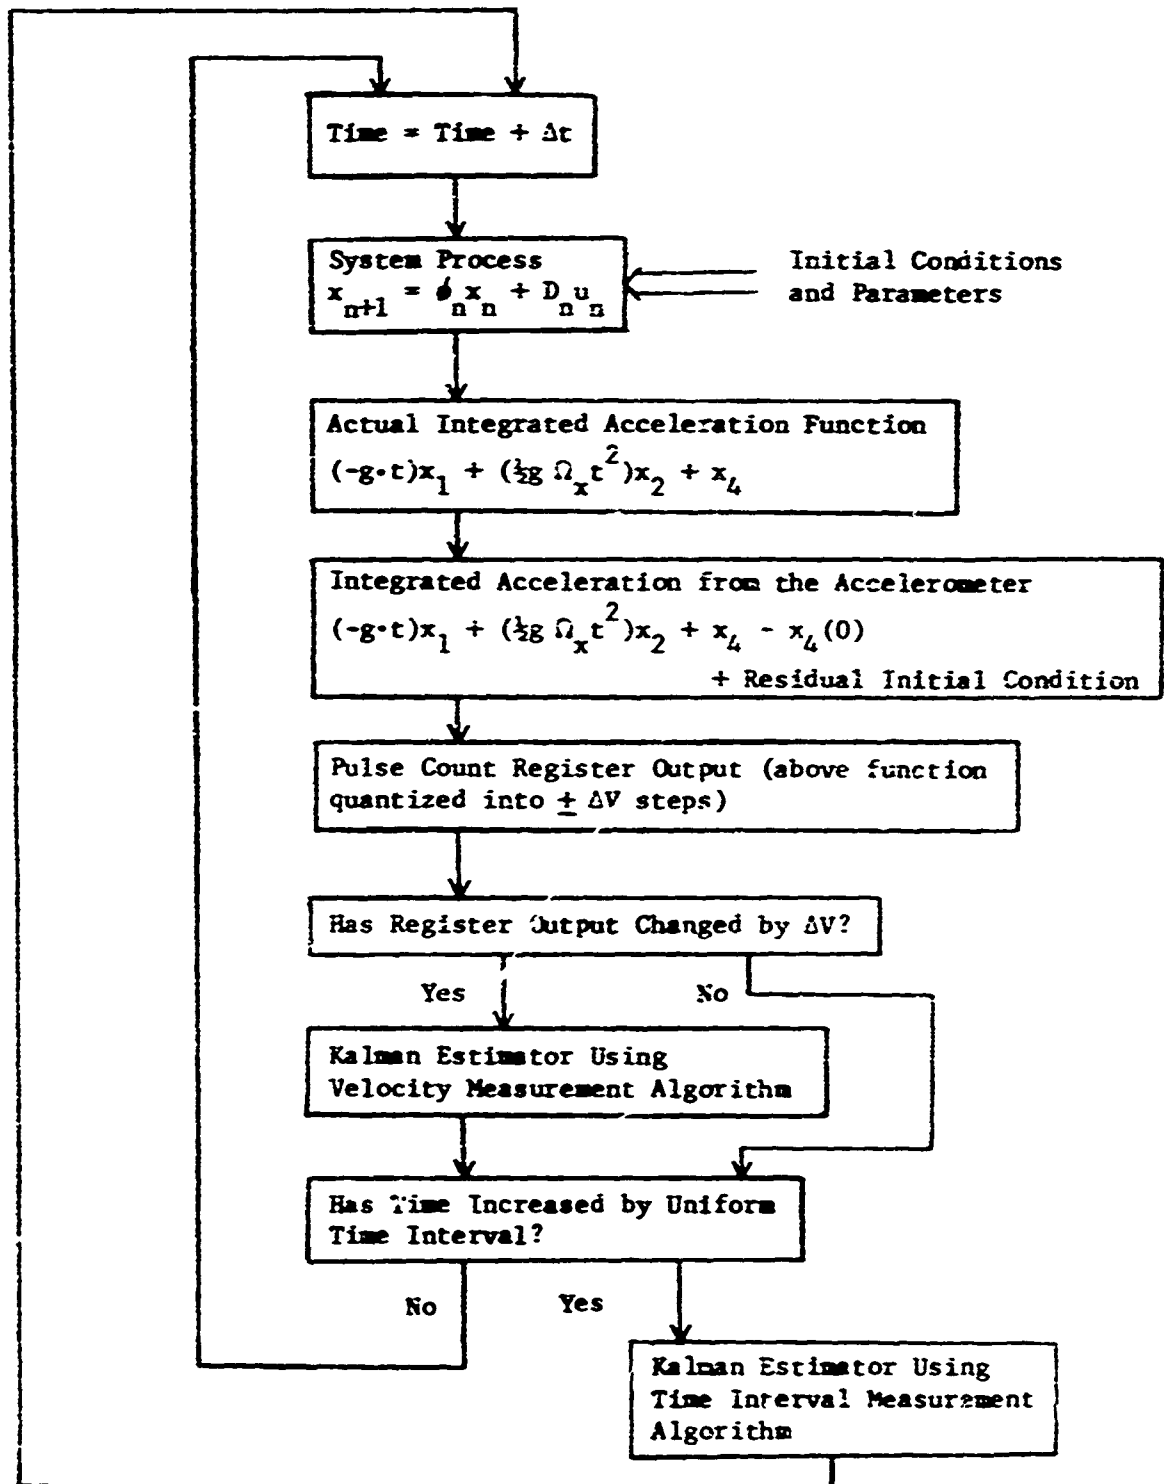 Time = Time + Δt
System Process
x_{n+1} = ϕ_n x_n + D_n u_n
Initial Conditions
and Parameters
Actual Integrated Acceleration Function
(-g·t)x_1 + (½g Ω_x t^2)x_2 + x_4
Integrated Acceleration from the Accelerometer
(-g·t)x_1 + (½g Ω_x t^2)x_2 + x_4 - x_4(0)
+ Residual Initial Condition
Pulse Count Register Output (above function
quantized into ± ΔV steps)
Has Register Output Changed by ΔV?
Yes
No
Kalman Estimator Using
Velocity Measurement Algorithm
Has Time Increased by Uniform
Time Interval?
No
Yes
Kalman Estimator Using
Time Interval Measurement
Algorithm